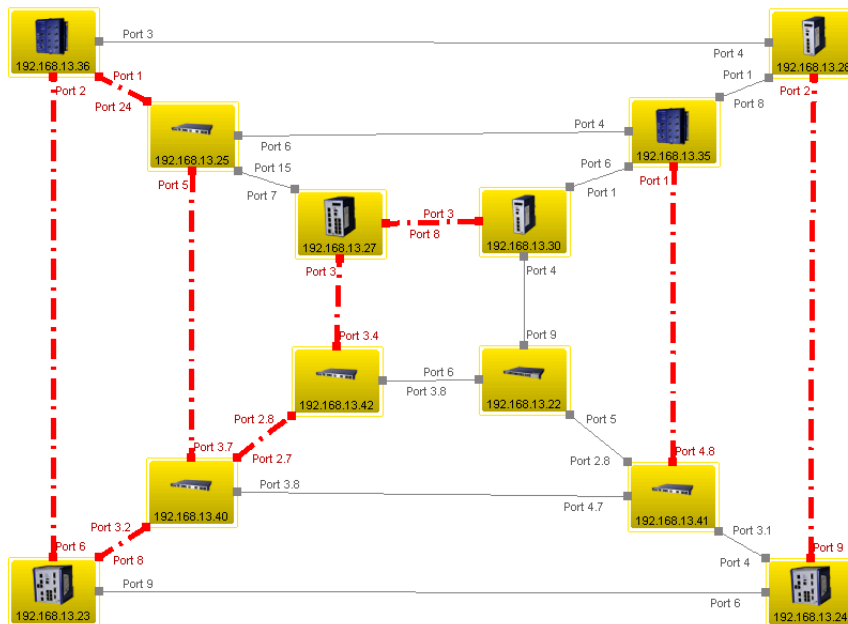 Port 3
Port 4
192.168.13.36
192.168.13.28
Port 2
Port 1
Port 1
Port 2
Port 24
Port 8
Port 6
Port 4
192.168.13.25
192.168.13.35
Port 15
Port 6
Port 5
Port 7
Port 1
Port 1
Port 3
Port 8
192.168.13.27
192.168.13.30
Port 3
Port 4
Port 3.4
Port 9
Port 6
Port 3.8
192.168.13.42
192.168.13.22
Port 2.8
Port 5
Port 3.7
Port 2.7
Port 2.8
Port 4.8
Port 3.8
Port 4.7
192.168.13.40
192.168.13.41
Port 3.2
Port 3.1
Port 6
Port 8
Port 4
Port 9
Port 9
Port 6
192.168.13.23
192.168.13.24